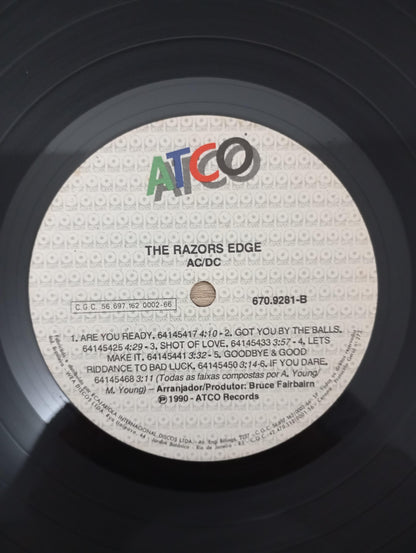 ATCO
THE RAZORS EDGE
AC/DC
C.G.C. 56.697.162 0002-66
670.9281-B
1. ARE YOU READY. 64145417 4:10 - 2. GOT YOU BY THE BALLS.
64145425 4:29 - 3. SHOT OF LOVE. 64145433 3:57 - 4. LETS
MAKE IT. 64145441 3:32 - 5. GOODBYE & GOOD
RIDDANCE TO BAD LUCK. 64145450 3:14-6. IF YOU DARE.
64145468 3:11 (Todas as faixas compostas por A. Young
M. Young) – Arranjador/Produtor: Bruce Fairbairn
℗ 1990 - ATCO Records